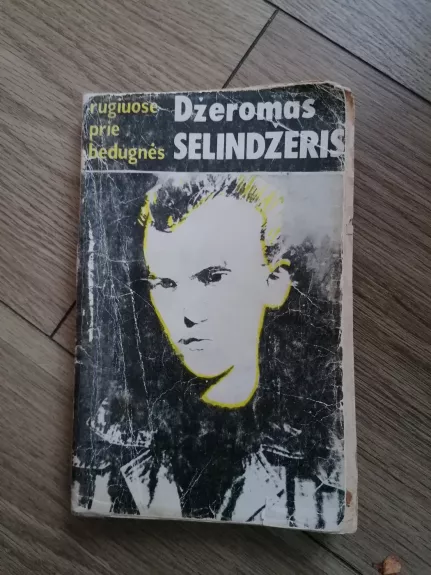 rugiuose
prie
bedugnės
Džeromas
SELINDŽERIS